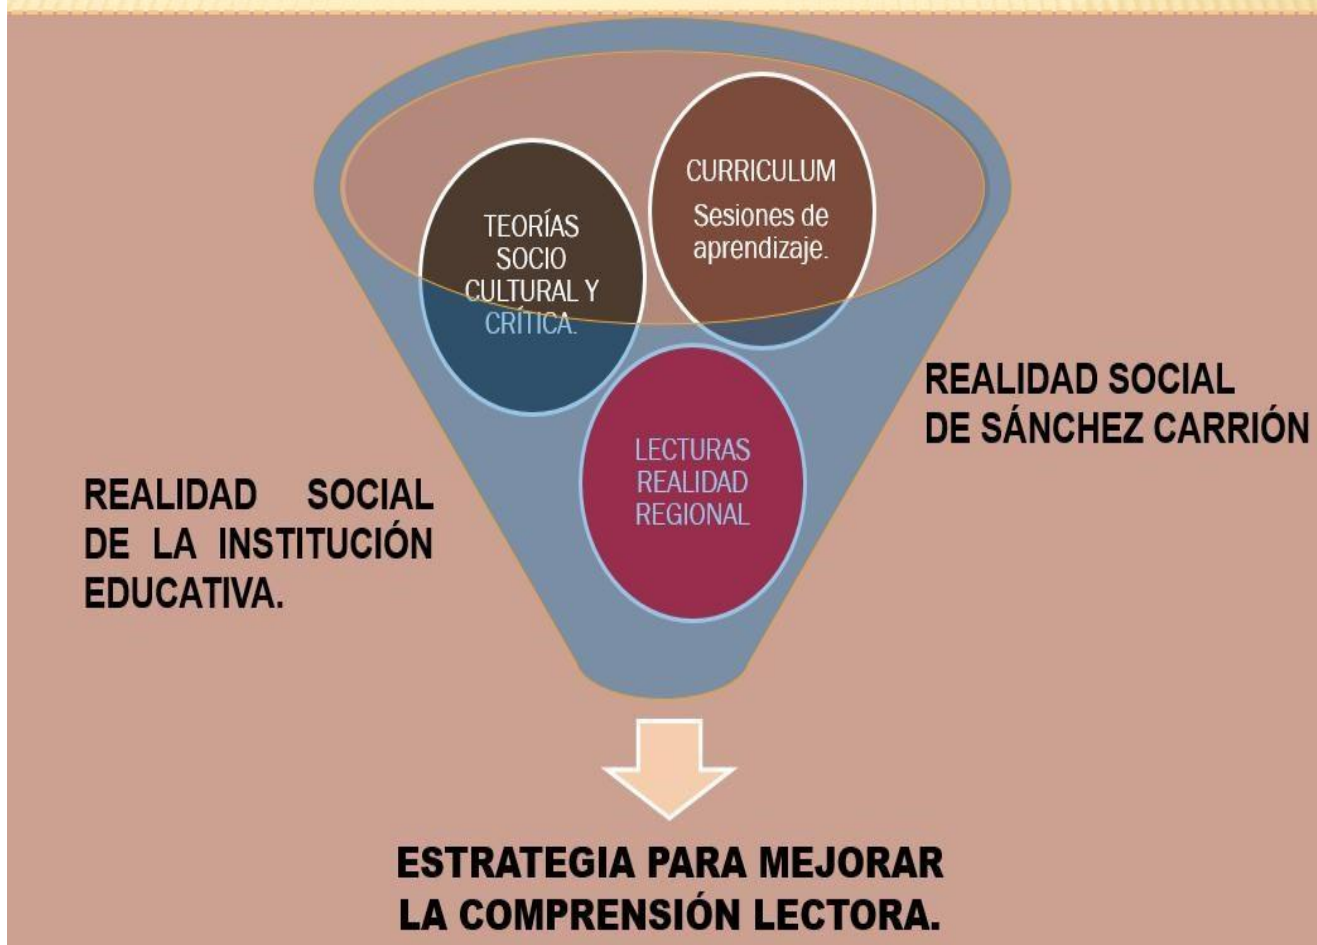 CURRICULUM
Sesiones de
aprendizaje.
TEORÍAS
SOCIO
CULTURAL Y
CRÍTICA.
LECTURAS
REALIDAD
REGIONAL
REALIDAD SOCIAL
DE SÁNCHEZ CARRIÓN
REALIDAD SOCIAL
DE LA INSTITUCIÓN
EDUCATIVA.
ESTRATEGIA PARA MEJORAR
LA COMPRENSIÓN LECTORA.